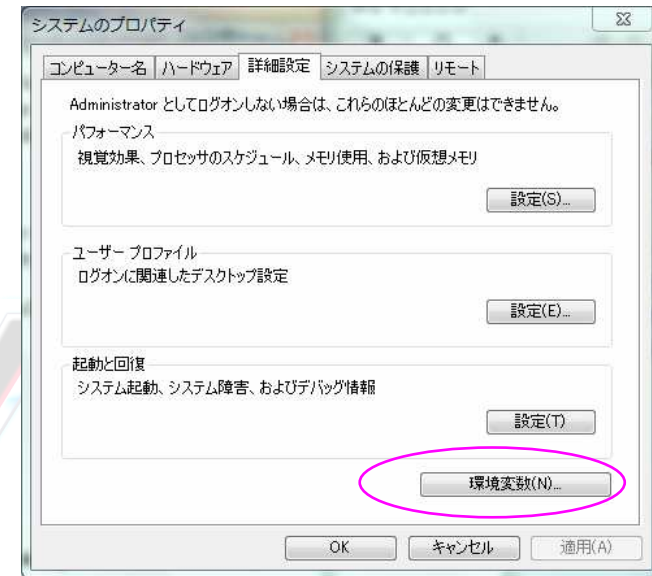 システムのプロパティ
コンピューター名 ハードウェア 詳細設定 システムの保護 リモート
Administrator としてログオンしない場合は、これらのほとんどの変更はできません。
パフォーマンス
視覚効果、プロセッサのスケジュール、メモリ使用、および仮想メモリ
設定(S)...
ユーザー プロファイル
ログオンに関連したデスクトップ設定
設定(E)...
起動と回復
システム起動、システム障害、およびデバッグ情報
設定(T)
環境変数(N)...
OK キャンセル 適用(A)